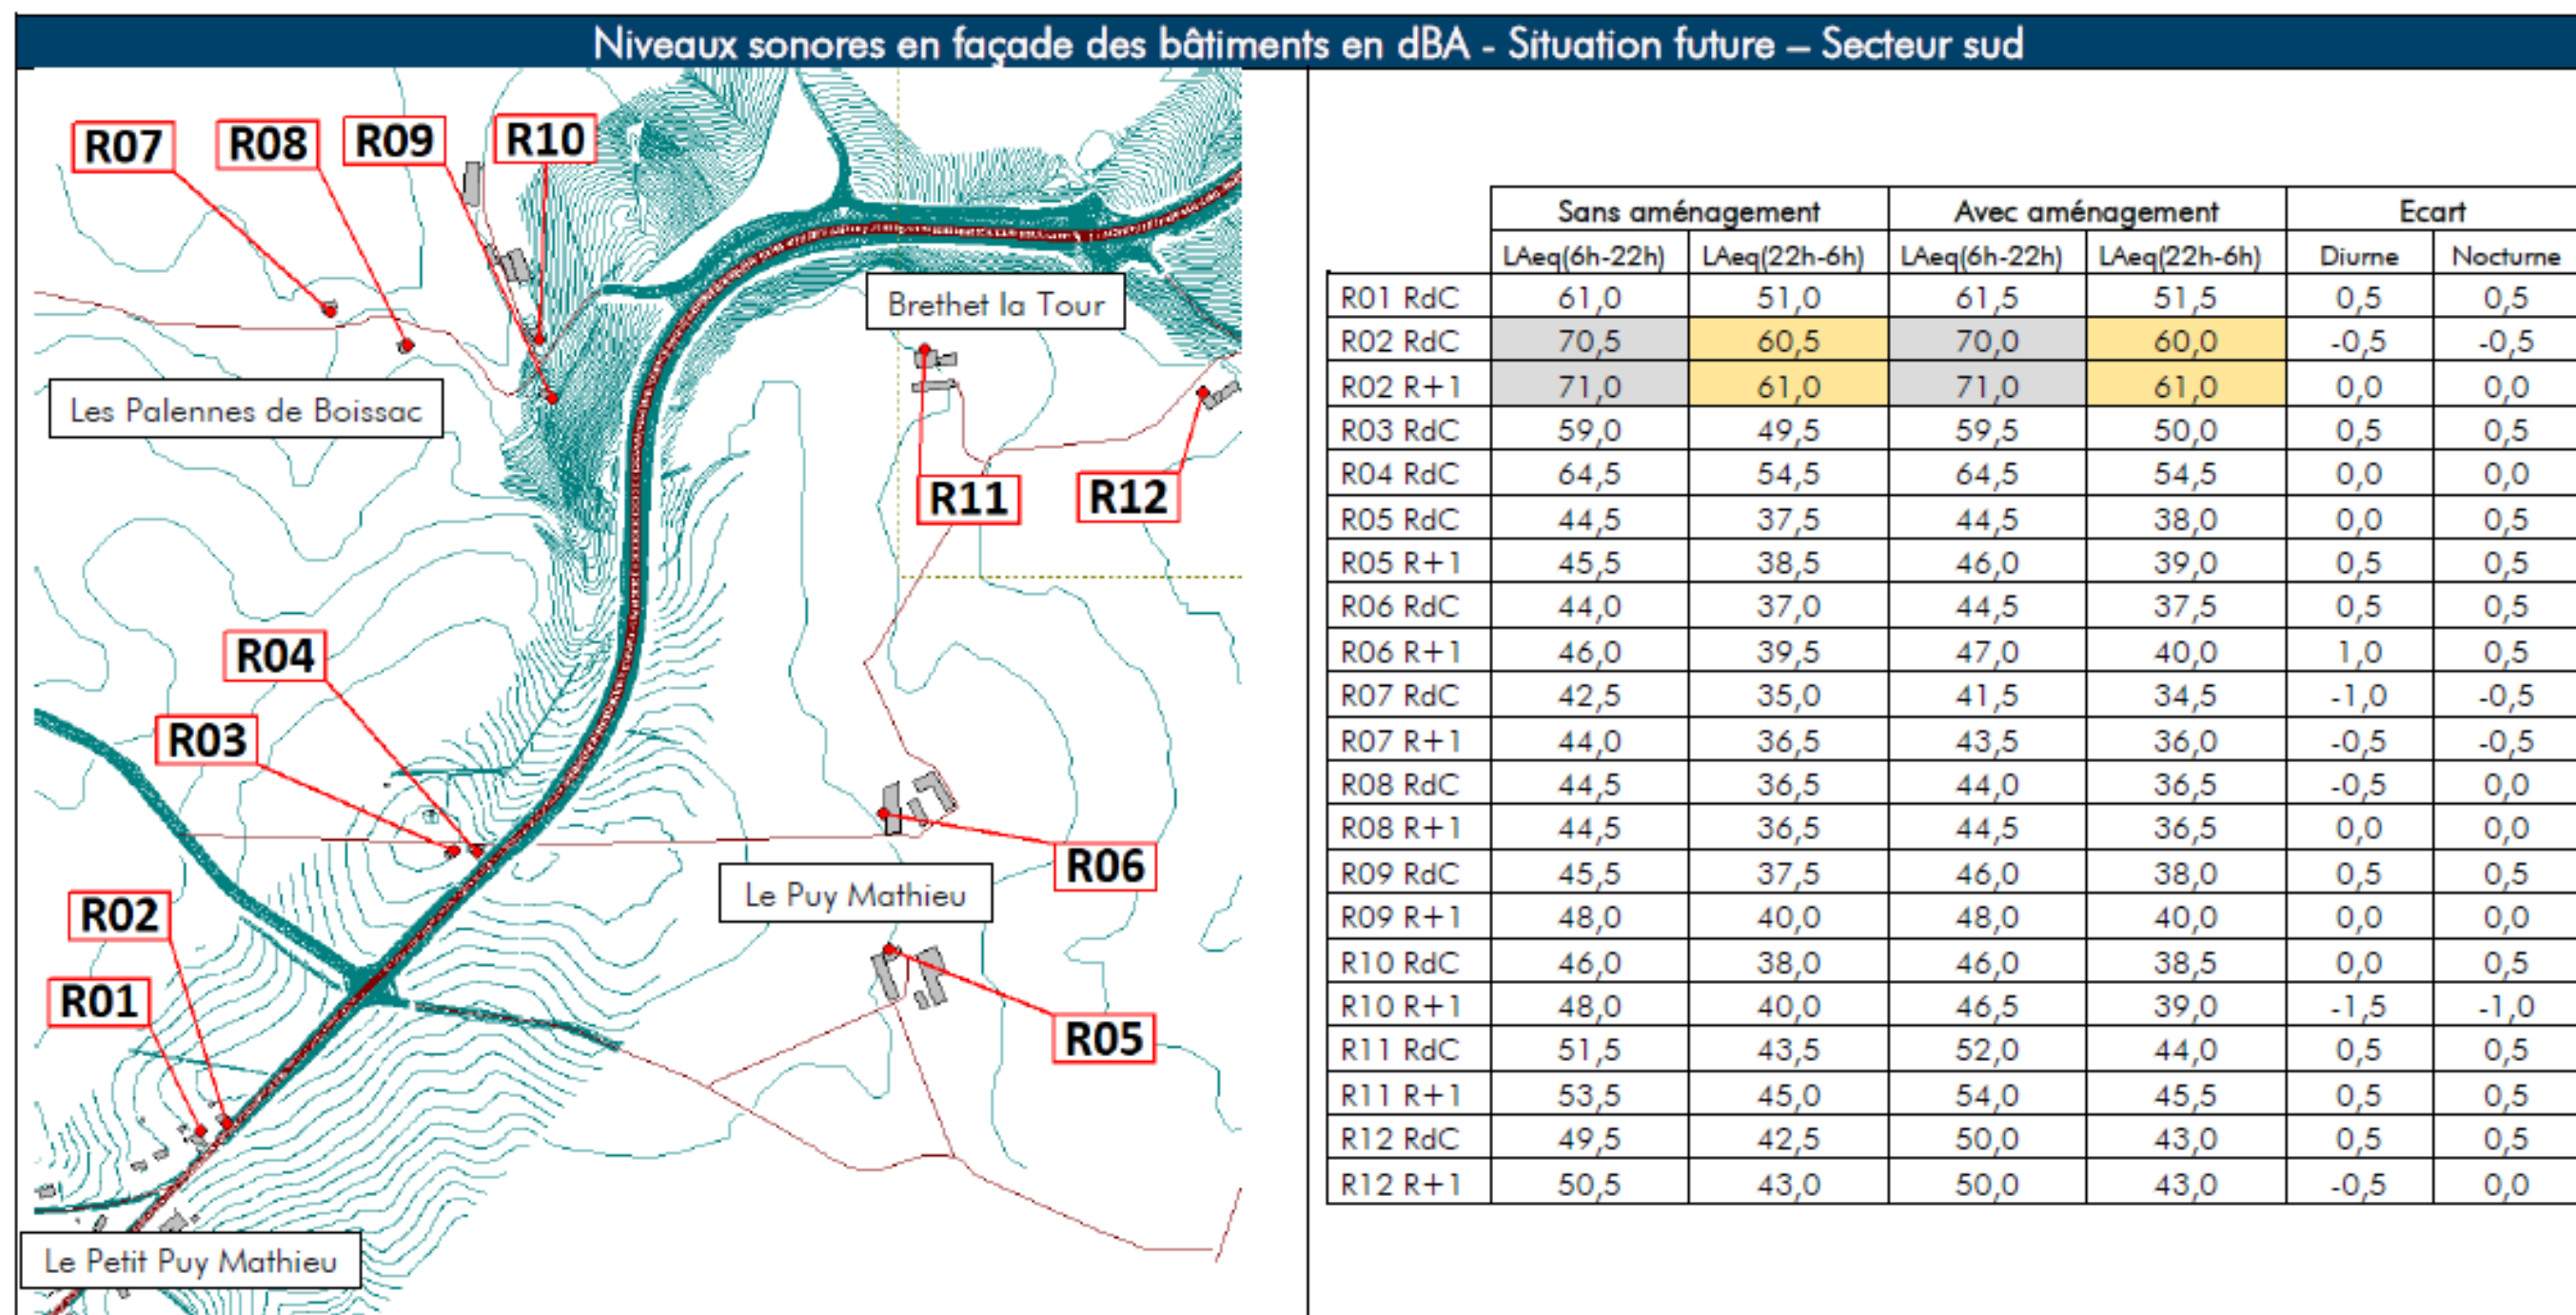 Niveaux sonores en façade des bâtiments en dBA - Situation future – Secteur sud
R07
R08
R09
R10
Brethet la Tour
Les Palennes de Boissac
R11
R12
R04
R03
R06
Le Puy Mathieu
R02
R01
R05
Le Petit Puy Mathieu
Sans aménagement Avec aménagement Ecart
LAeq(6h-22h) LAeq(22h-6h) LAeq(6h-22h) LAeq(22h-6h) Diurne Nocturne
R01 RdC 61,0 51,0 61,5 51,5 0,5 0,5
R02 RdC 70,5 60,5 70,0 60,0 -0,5 -0,5
R02 R+1 71,0 61,0 71,0 61,0 0,0 0,0
R03 RdC 59,0 49,5 59,5 50,0 0,5 0,5
R04 RdC 64,5 54,5 64,5 54,5 0,0 0,0
R05 RdC 44,5 37,5 44,5 38,0 0,0 0,5
R05 R+1 45,5 38,5 46,0 39,0 0,5 0,5
R06 RdC 44,0 37,0 44,5 37,5 0,5 0,5
R06 R+1 46,0 39,5 47,0 40,0 1,0 0,5
R07 RdC 42,5 35,0 41,5 34,5 -1,0 -0,5
R07 R+1 44,0 36,5 43,5 36,0 -0,5 -0,5
R08 RdC 44,5 36,5 44,0 36,5 -0,5 0,0
R08 R+1 44,5 36,5 44,5 36,5 0,0 0,0
R09 RdC 45,5 37,5 46,0 38,0 0,5 0,5
R09 R+1 48,0 40,0 48,0 40,0 0,0 0,0
R10 RdC 46,0 38,0 46,0 38,5 0,0 0,5
R10 R+1 48,0 40,0 46,5 39,0 -1,5 -1,0
R11 RdC 51,5 43,5 52,0 44,0 0,5 0,5
R11 R+1 53,5 45,0 54,0 45,5 0,5 0,5
R12 RdC 49,5 42,5 50,0 43,0 0,5 0,5
R12 R+1 50,5 43,0 50,0 43,0 -0,5 0,0